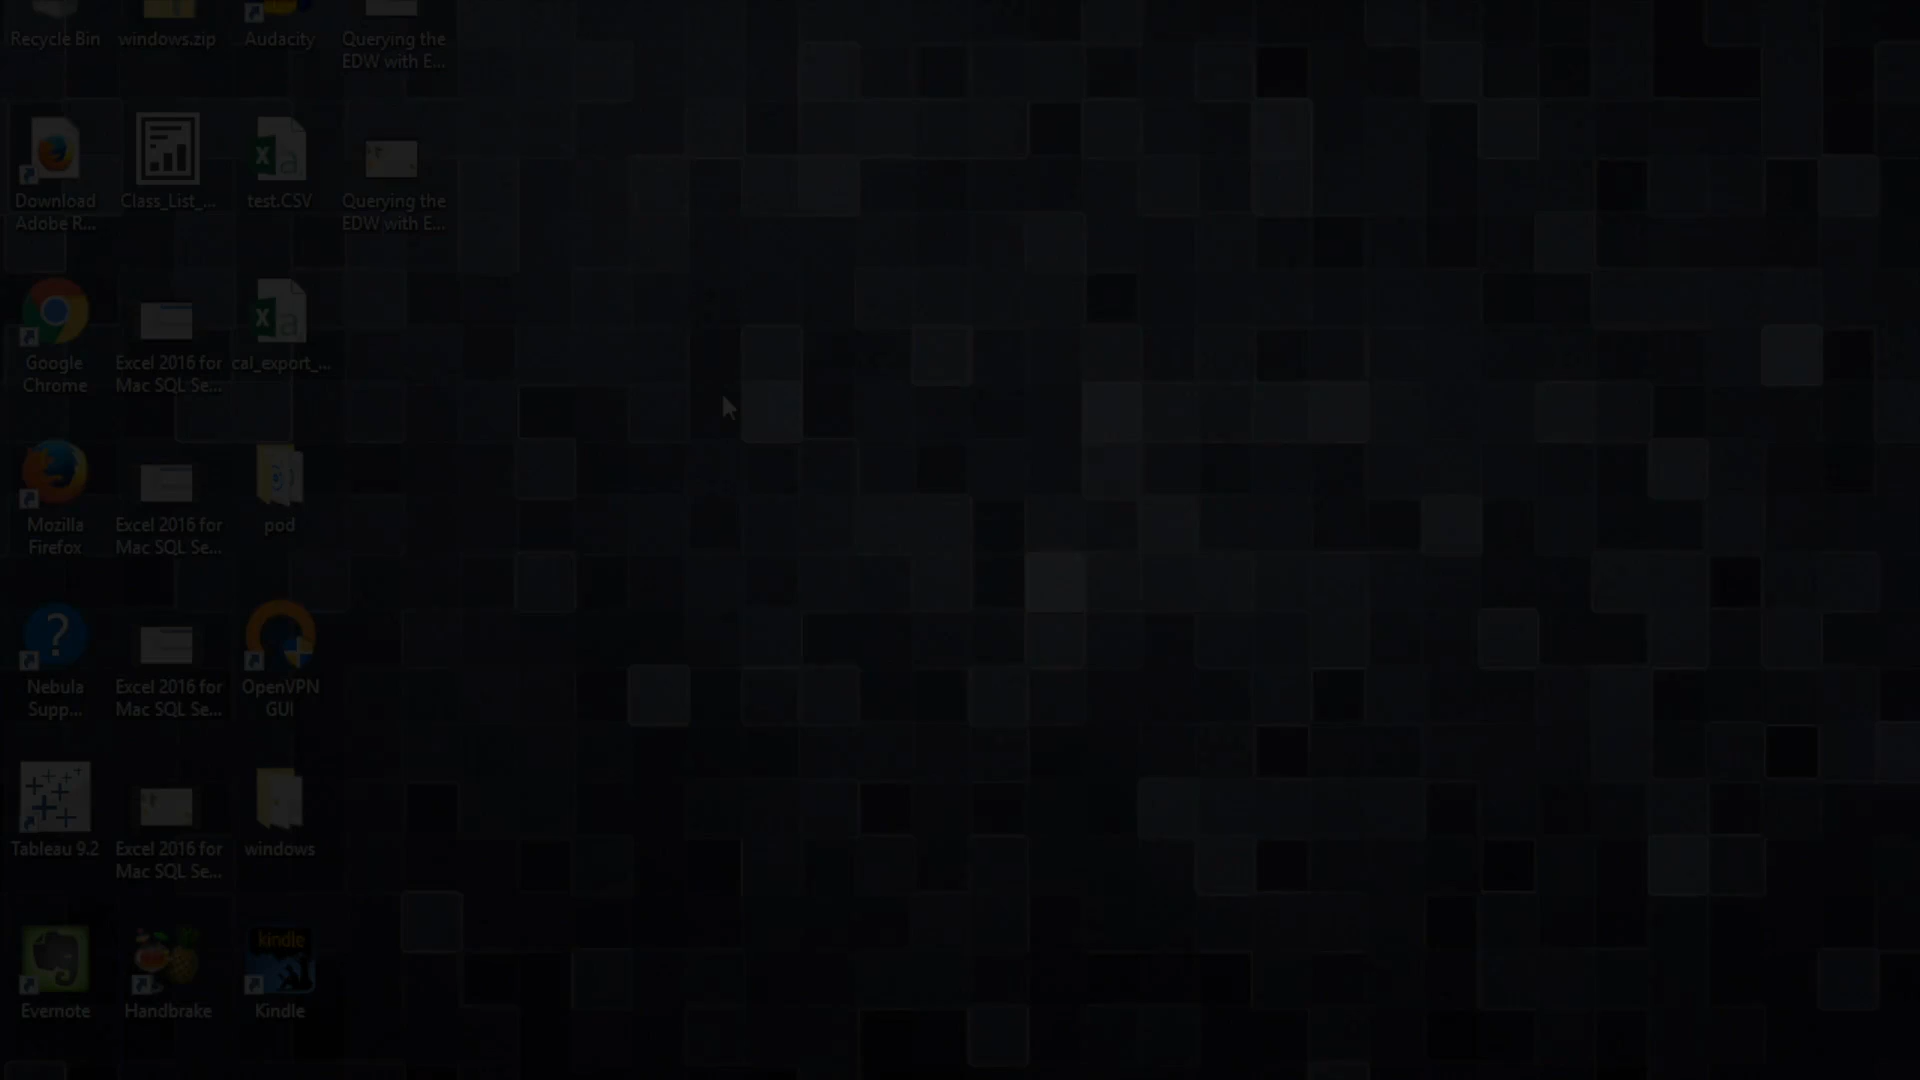 Recycle Bin
windows.zip
Audacity
Querying the
EDW with E...
Download
Adobe R...
Class_List_...
test.CSV
Querying the
EDW with E...
Google
Chrome
Excel 2016 for
Mac SQL Se...
cal_export_...
Mozilla
Firefox
Excel 2016 for
Mac SQL Se...
pod
Nebula
Supp...
Excel 2016 for
Mac SQL Se...
OpenVPN
GUI
Tableau 9.2
Excel 2016 for
Mac SQL Se...
windows
Evernote
Handbrake
kindle
Kindle